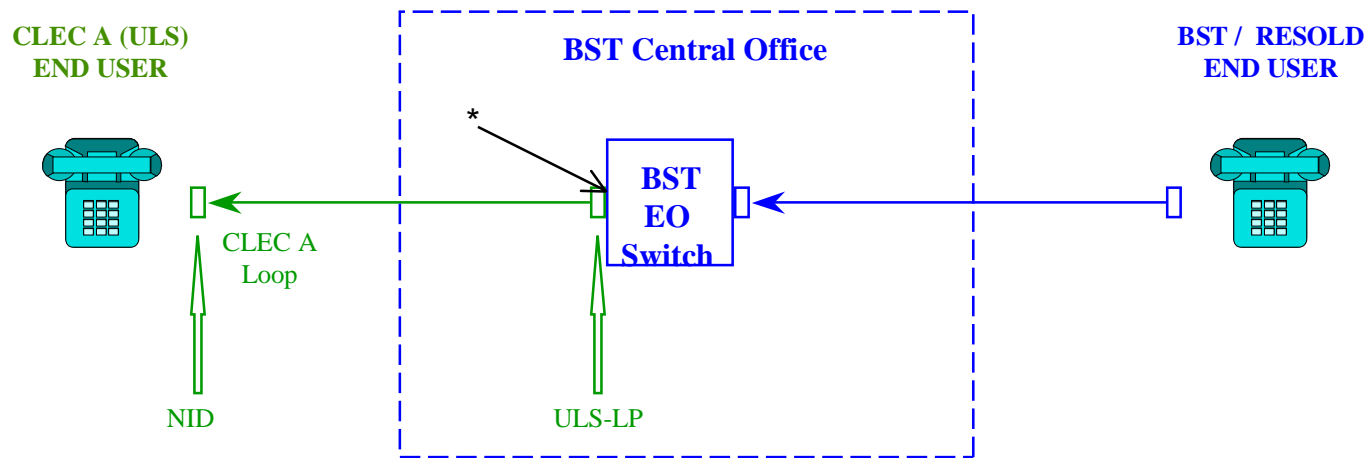 CLEC A (ULS)
END USER
BST Central Office
BST / RESOLD
END USER
*
BST
EO
Switch
CLEC A
Loop
NID
ULS-LP